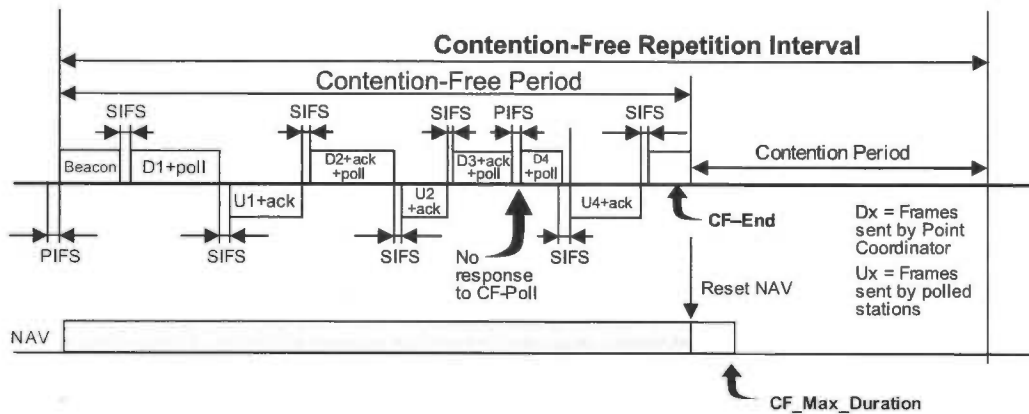 Contention-Free Repetition Interval
Contention-Free Period
SIFS
SIFS
SIFS
PIFS
SIFS
Contention Period
Beacon
D1+poll
D2+ack
+poll
D3+ack
+poll
D4
+poll
U1+ack
U2
+ack
U4+ack
CF–End
PIFS
SIFS
SIFS
No
response
to CF-Poll
SIFS
Dx = Frames
sent by Point
Coordinator
Ux = Frames
sent by polled
stations
Reset NAV
NAV
CF_Max_Duration